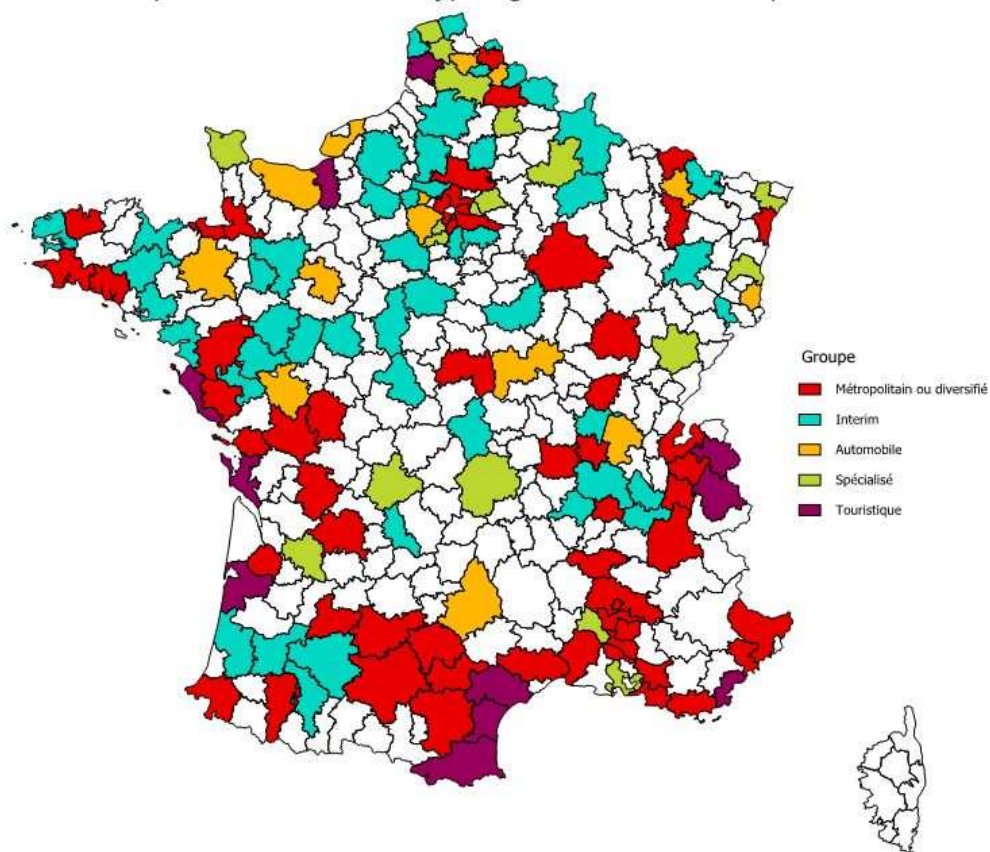 Groupe
Métropolitain ou diversifié
Interim
Automobile
Spécialisé
Touristique